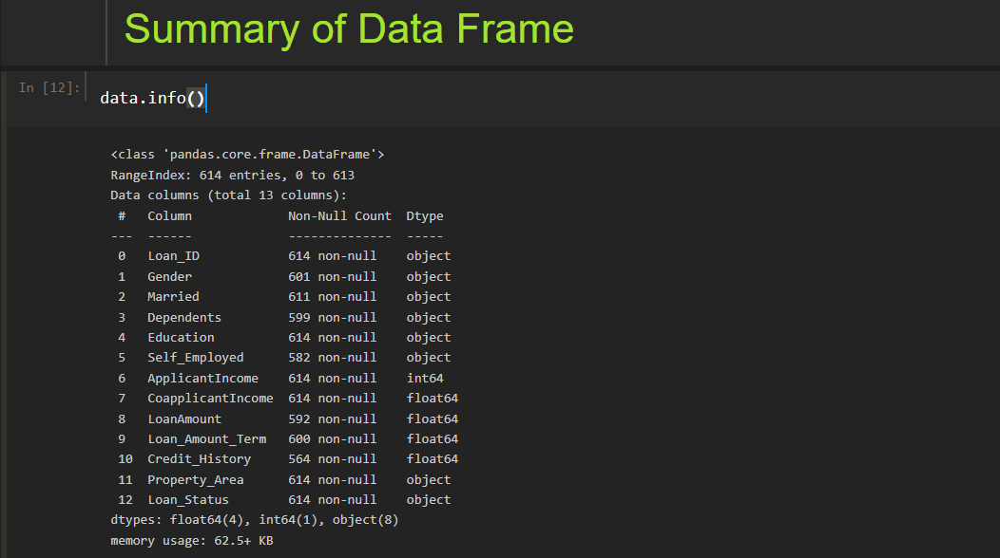 Summary of Data Frame
In [12]:
data.info()
<class 'pandas.core.frame.DataFrame'>
RangeIndex: 614 entries, 0 to 613
Data columns (total 13 columns):
 #   Column             Non-Null Count  Dtype
---  ------             --------------  -----
 0   Loan_ID            614 non-null    object
 1   Gender             601 non-null    object
 2   Married            611 non-null    object
 3   Dependents         599 non-null    object
 4   Education          614 non-null    object
 5   Self_Employed      582 non-null    object
 6   ApplicantIncome    614 non-null    int64
 7   CoapplicantIncome  614 non-null    float64
 8   LoanAmount         592 non-null    float64
 9   Loan_Amount_Term   600 non-null    float64
 10  Credit_History     564 non-null    float64
 11  Property_Area      614 non-null    object
 12  Loan_Status        614 non-null    object
dtypes: float64(4), int64(1), object(8)
memory usage: 62.5+ KB